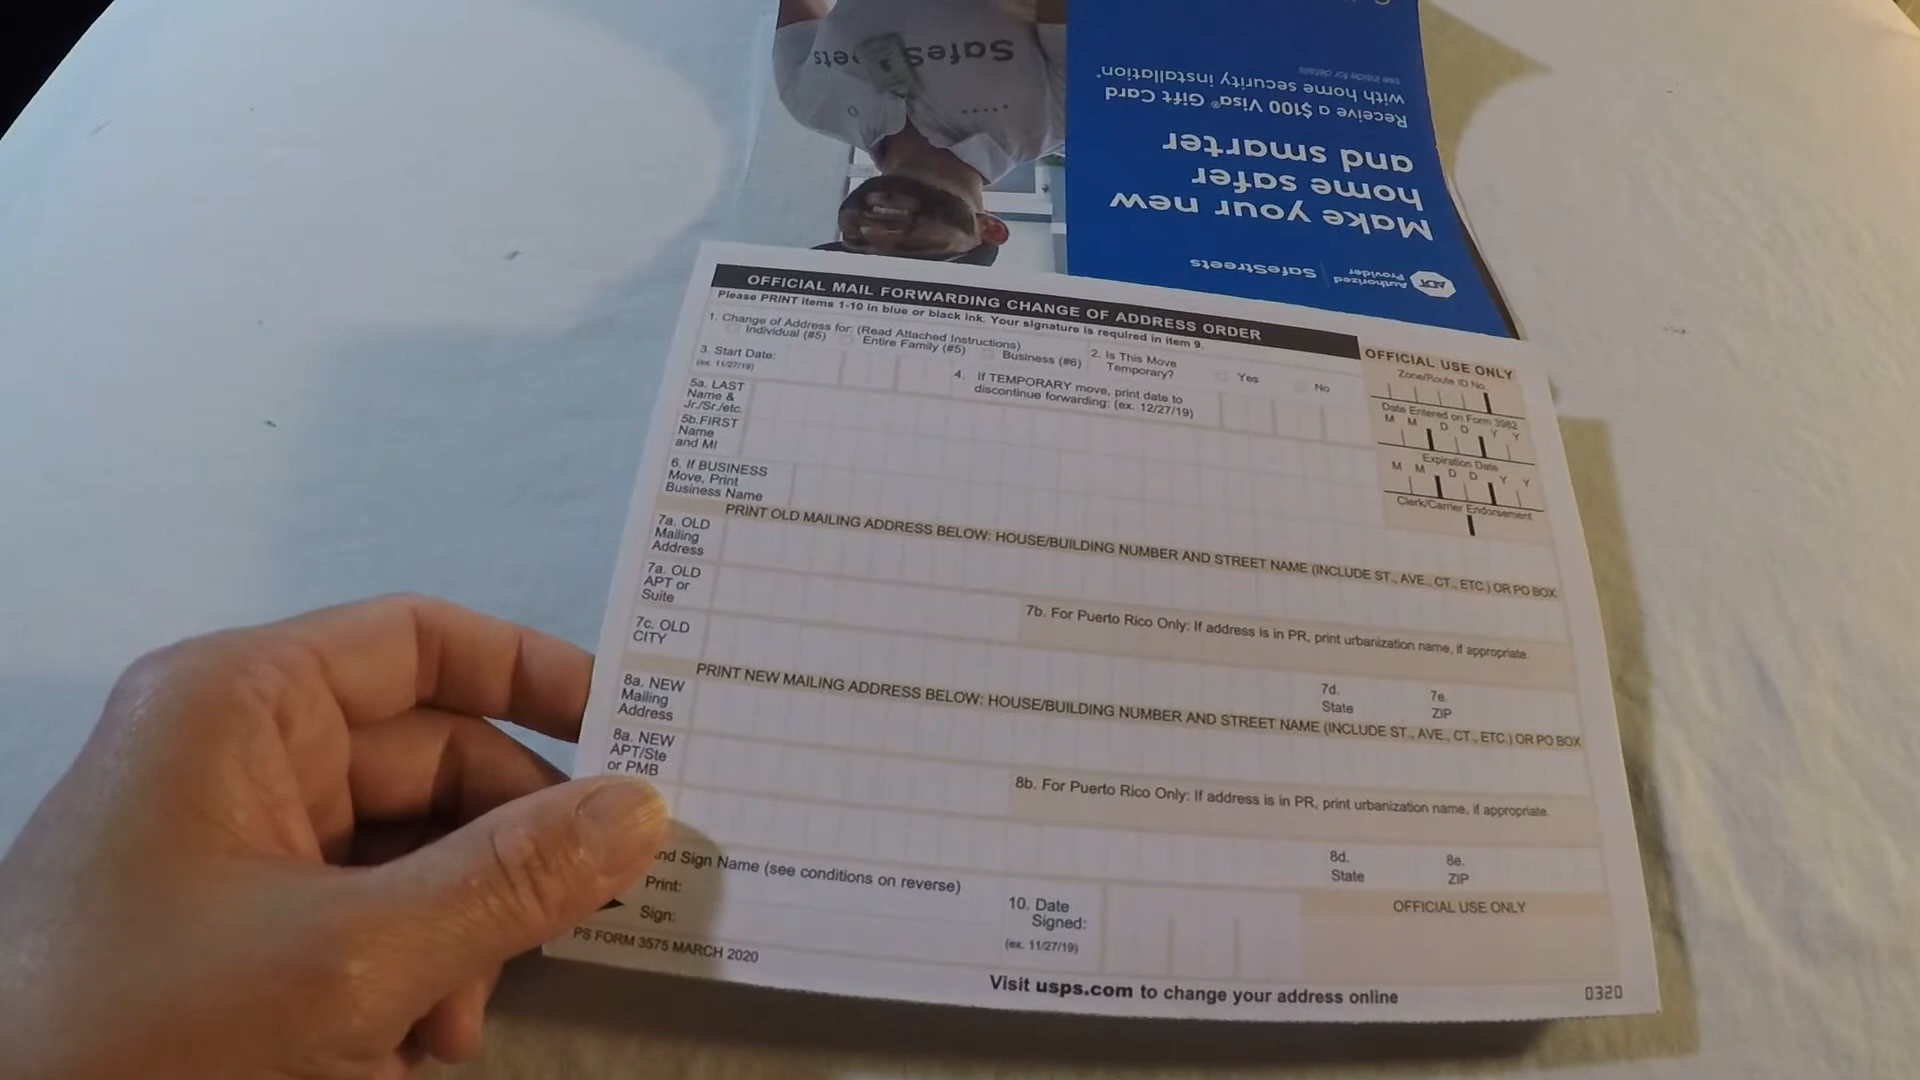 SafeStreets
Make your new
home safer
and smarter
Receive a $100 Visa® Gift Card
with home security installation*
see inside for details
ADT
Authorized
Provider
SafeStreets
OFFICIAL MAIL FORWARDING CHANGE OF ADDRESS ORDER
Please PRINT items 1-10 in blue or black ink. Your signature is required in item 9.
1. Change of Address for: (Read Attached Instructions)
Individual (#5)
Entire Family (#5)
Business (#6)
2. Is This Move
Temporary?
Yes
No
3. Start Date:
(ex. 11/27/19)
4. If TEMPORARY move, print date to
discontinue forwarding: (ex. 12/27/19)
5a. LAST
Name &
Jr./Sr./etc.
5b.FIRST
Name
and MI
6. If BUSINESS
Move, Print
Business Name
OFFICIAL USE ONLY
Zone/Route ID No.
Date Entered on Form 3982
M M D D Y Y
Expiration Date
M M D D Y Y
Clerk/Carrier Endorsement
PRINT OLD MAILING ADDRESS BELOW: HOUSE/BUILDING NUMBER AND STREET NAME (INCLUDE ST., AVE., CT., ETC.) OR PO BOX
7a. OLD
Mailing
Address
7a. OLD
APT or
Suite
7b. For Puerto Rico Only: If address is in PR, print urbanization name, if appropriate.
7c. OLD
CITY
7d.
State
7e.
ZIP
PRINT NEW MAILING ADDRESS BELOW: HOUSE/BUILDING NUMBER AND STREET NAME (INCLUDE ST., AVE., CT., ETC.) OR PO BOX
8a. NEW
Mailing
Address
8a. NEW
APT/Ste
or PMB
8b. For Puerto Rico Only: If address is in PR, print urbanization name, if appropriate.
8d.
State
8e.
ZIP
Sign Name (see conditions on reverse)
Print:
Sign:
10. Date
Signed:
(ex. 11/27/19)
OFFICIAL USE ONLY
PS FORM 3575 MARCH 2020
Visit usps.com to change your address online
0320